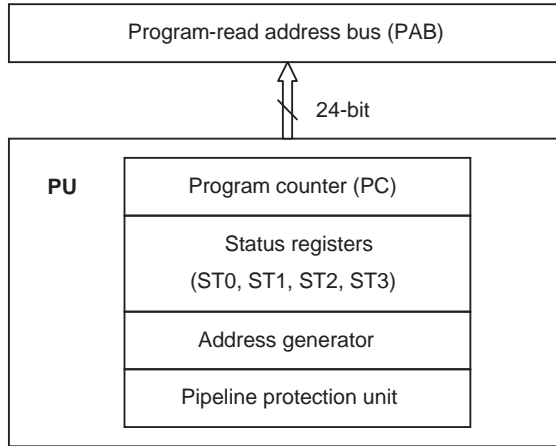 Program-read address bus (PAB)
24-bit
PU
Program counter (PC)
Status registers
(ST0, ST1, ST2, ST3)
Address generator
Pipeline protection unit